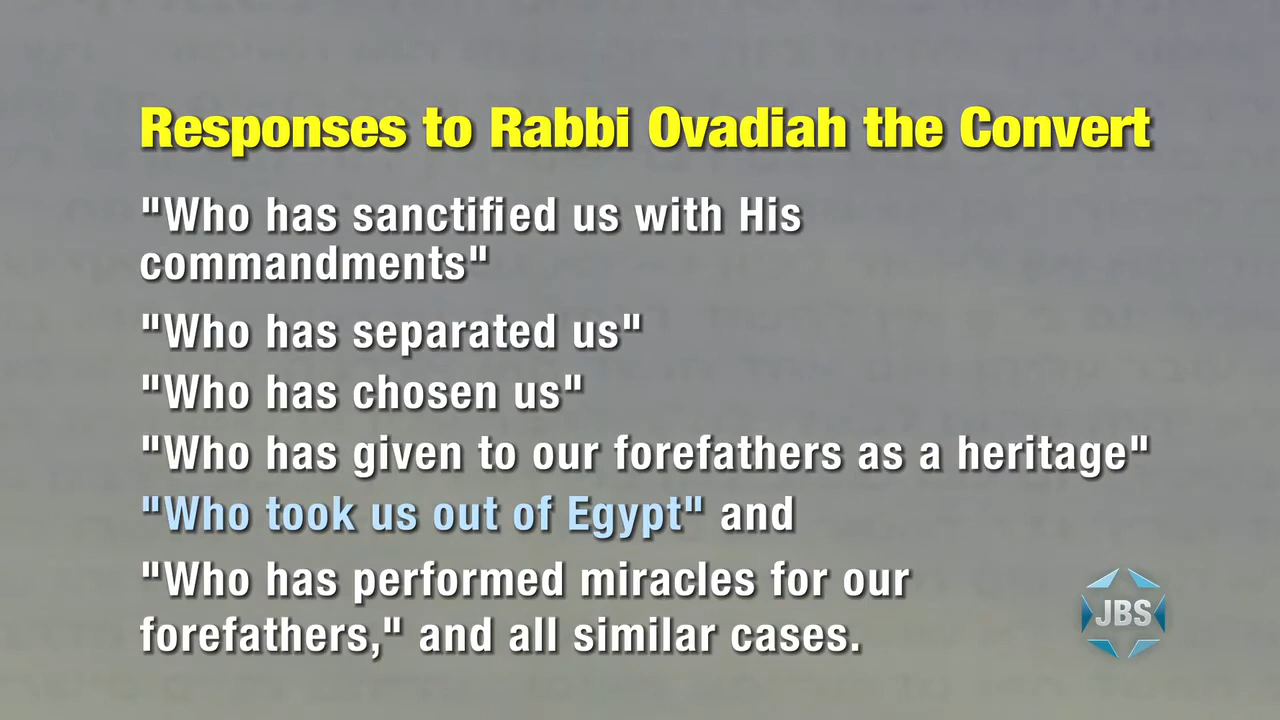 Responses to Rabbi Ovadiah the Convert
"Who has sanctified us with His
commandments"
"Who has separated us"
"Who has chosen us"
"Who has given to our forefathers as a heritage"
"Who took us out of Egypt" and
"Who has performed miracles for our
forefathers," and all similar cases.
JBS